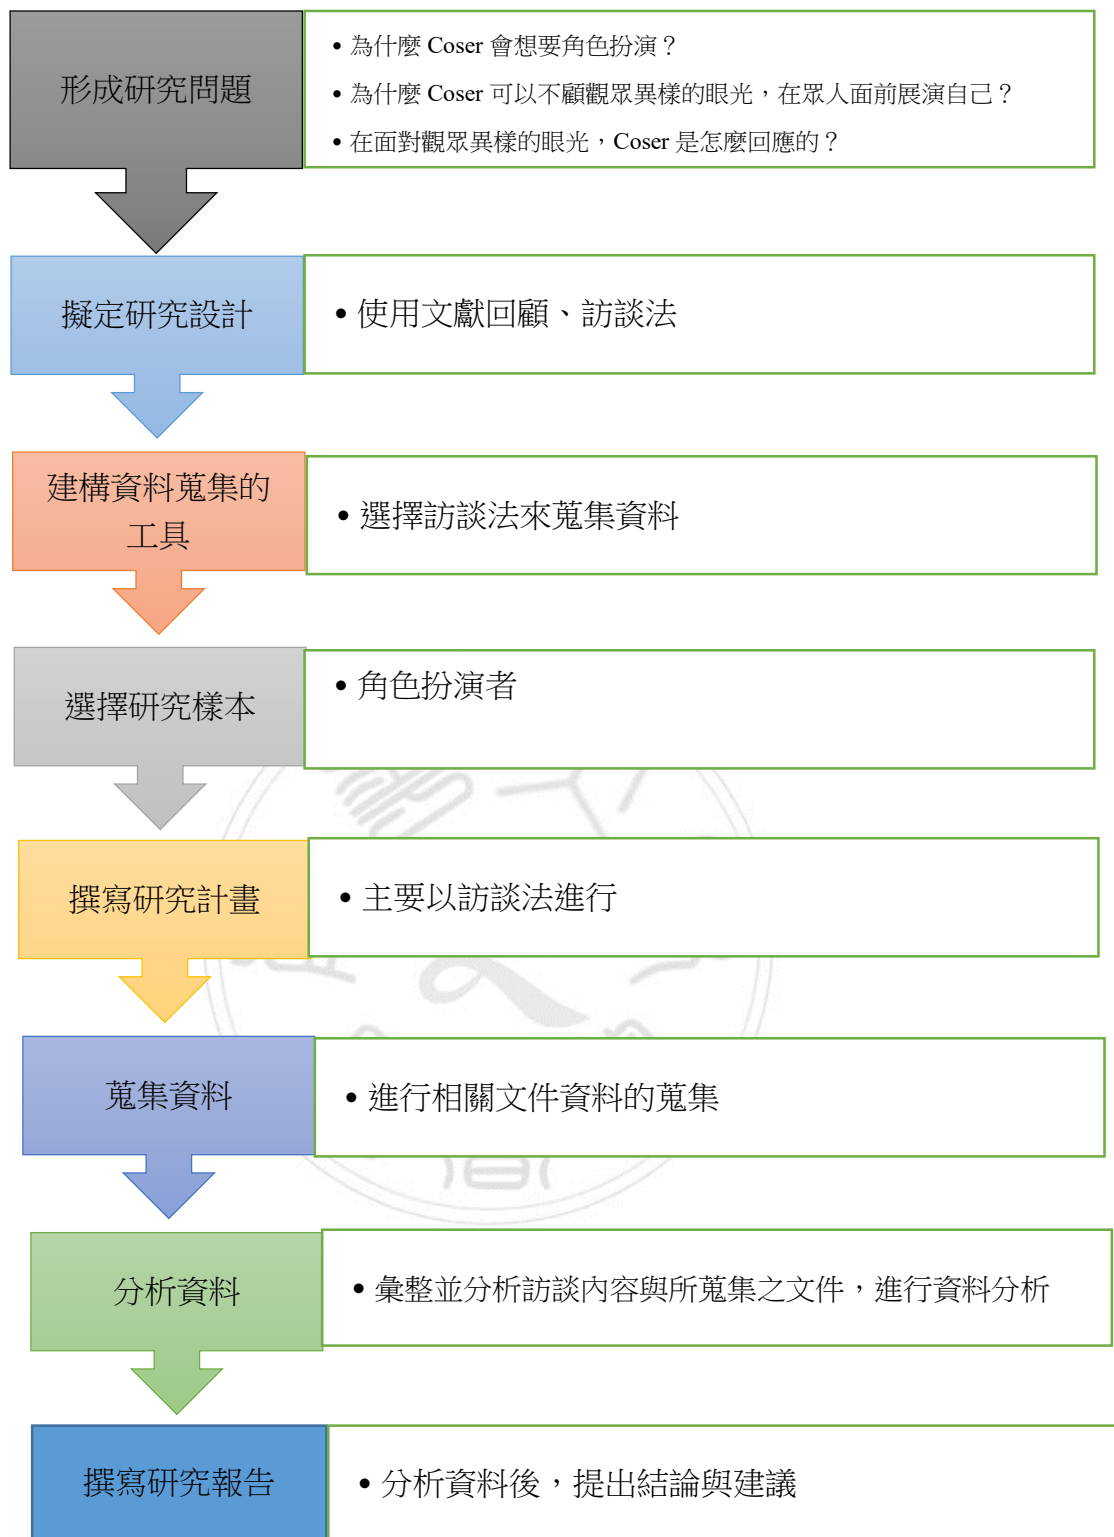 形成研究問題
• 為什麼 Coser 會想要角色扮演？
• 為什麼 Coser 可以不顧觀眾異樣的眼光，在眾人面前展演自己？
• 在面對觀眾異樣的眼光，Coser 是怎麼回應的？
擬定研究設計
• 使用文獻回顧、訪談法
建構資料蒐集的
工具
• 選擇訪談法來蒐集資料
選擇研究樣本
• 角色扮演者
撰寫研究計畫
• 主要以訪談法進行
蒐集資料
• 進行相關文件資料的蒐集
分析資料
• 彙整並分析訪談內容與所蒐集之文件，進行資料分析
撰寫研究報告
• 分析資料後，提出結論與建議